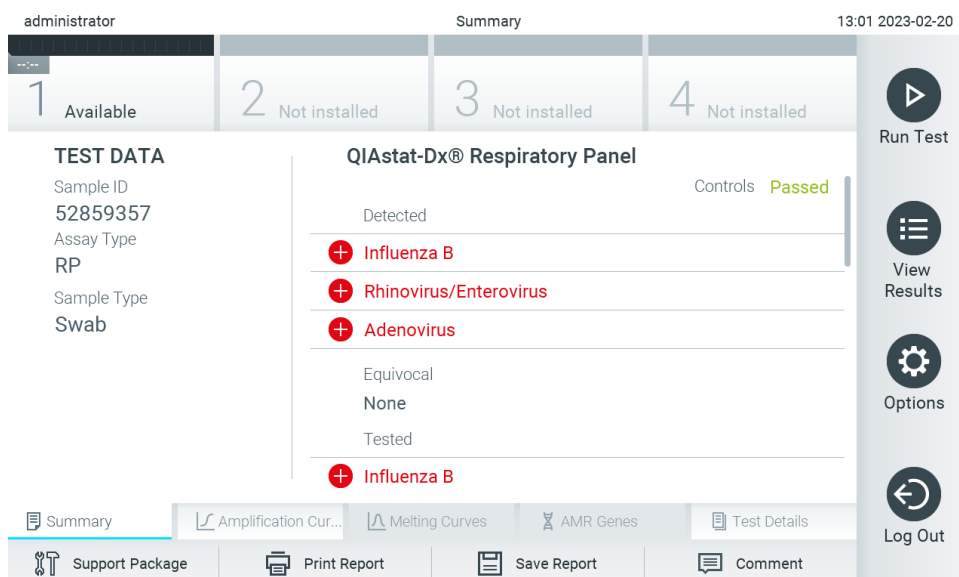 administrator
Summary
13:01 2023-02-20
--:--
1 Available
2 Not installed
3 Not installed
4 Not installed
Run Test
TEST DATA
Sample ID
52859357
Assay Type
RP
Sample Type
Swab
QIAstat-Dx® Respiratory Panel
Controls Passed
Detected
Influenza B
Rhinovirus/Enterovirus
Adenovirus
Equivocal
None
Tested
Influenza B
View
Results
Options
Log Out
Summary
Amplification Cur...
Melting Curves
AMR Genes
Test Details
Support Package
Print Report
Save Report
Comment